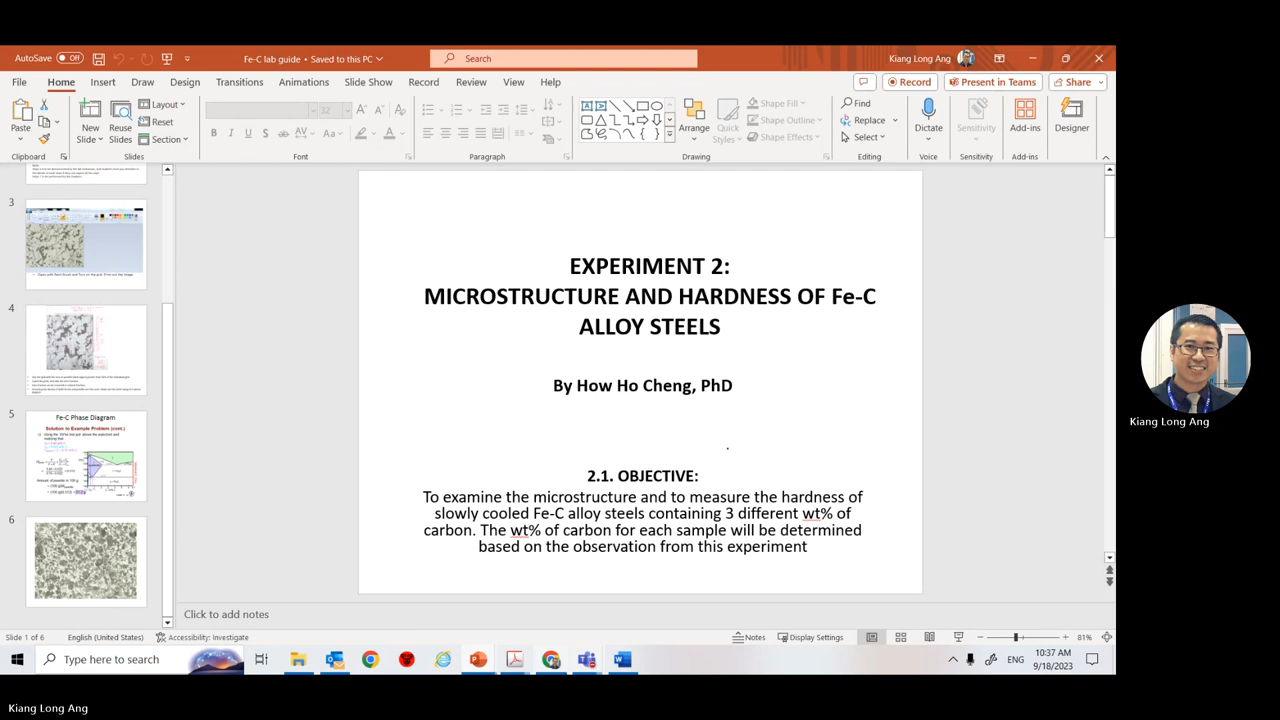 AutoSave Off
Fe-C lab guide • Saved to this PC
Search
Kiang Long Ang
File Home Insert Draw Design Transitions Animations Slide Show Record Review View Help
Record Present in Teams Share
Paste
New Slide
Reuse Slides
Layout
Reset
Section
32
Arrange
Quick Styles
Shape Fill
Shape Outline
Shape Effects
Find
Replace
Select
Dictate
Sensitivity
Add-ins
Designer
Clipboard Slides Font Paragraph Drawing Editing Voice Sensitivity Add-ins
3
4
5
Fe-C Phase Diagram
Solution to Example Problem (cont.)
6
EXPERIMENT 2:
MICROSTRUCTURE AND HARDNESS OF Fe-C
ALLOY STEELS
By How Ho Cheng, PhD
2.1. OBJECTIVE:
To examine the microstructure and to measure the hardness of
slowly cooled Fe-C alloy steels containing 3 different wt% of
carbon. The wt% of carbon for each sample will be determined
based on the observation from this experiment
Click to add notes
Slide 1 of 6 English (United States) Accessibility: Investigate
Notes Display Settings 81%
Type here to search
ENG
10:37 AM
9/18/2023
Kiang Long Ang
Kiang Long Ang